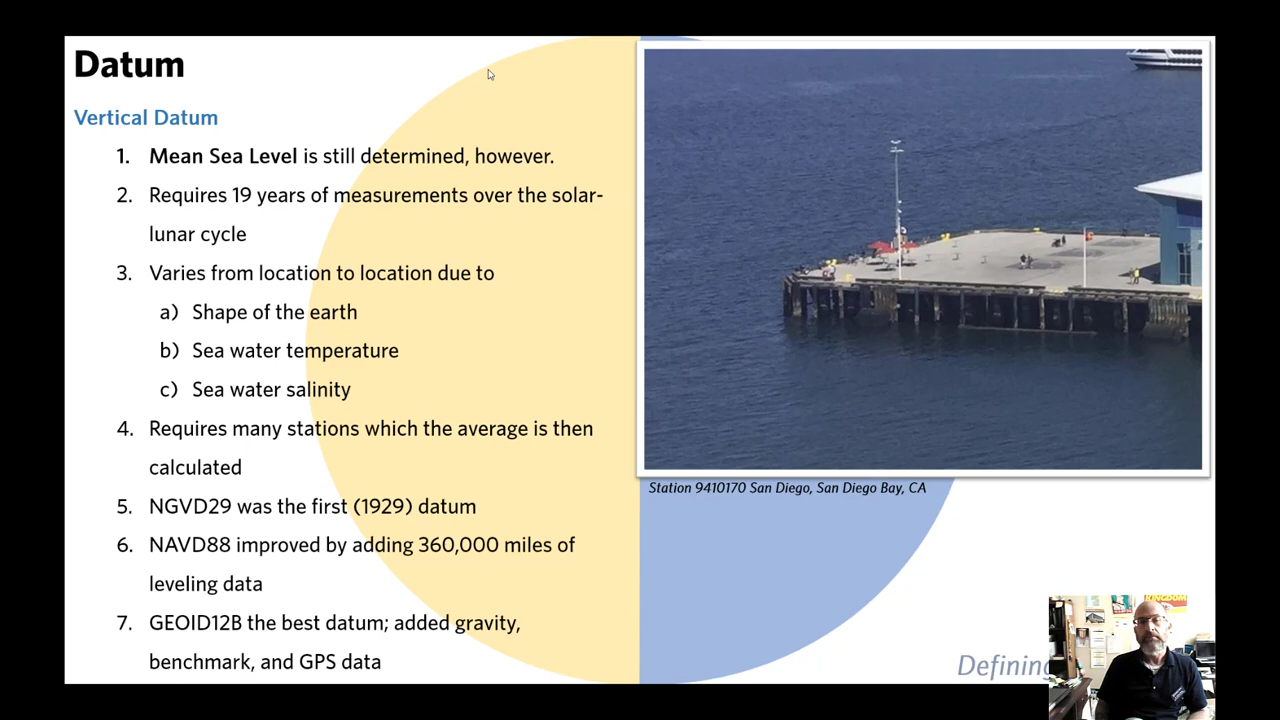 Datum
Vertical Datum
1. Mean Sea Level is still determined, however.
2. Requires 19 years of measurements over the solar-
lunar cycle
3. Varies from location to location due to
a) Shape of the earth
b) Sea water temperature
c) Sea water salinity
4. Requires many stations which the average is then
calculated
5. NGVD29 was the first (1929) datum
6. NAVD88 improved by adding 360,000 miles of
leveling data
7. GEOID12B the best datum; added gravity,
benchmark, and GPS data
Station 9410170 San Diego, San Diego Bay, CA
Defining
KINGDOM